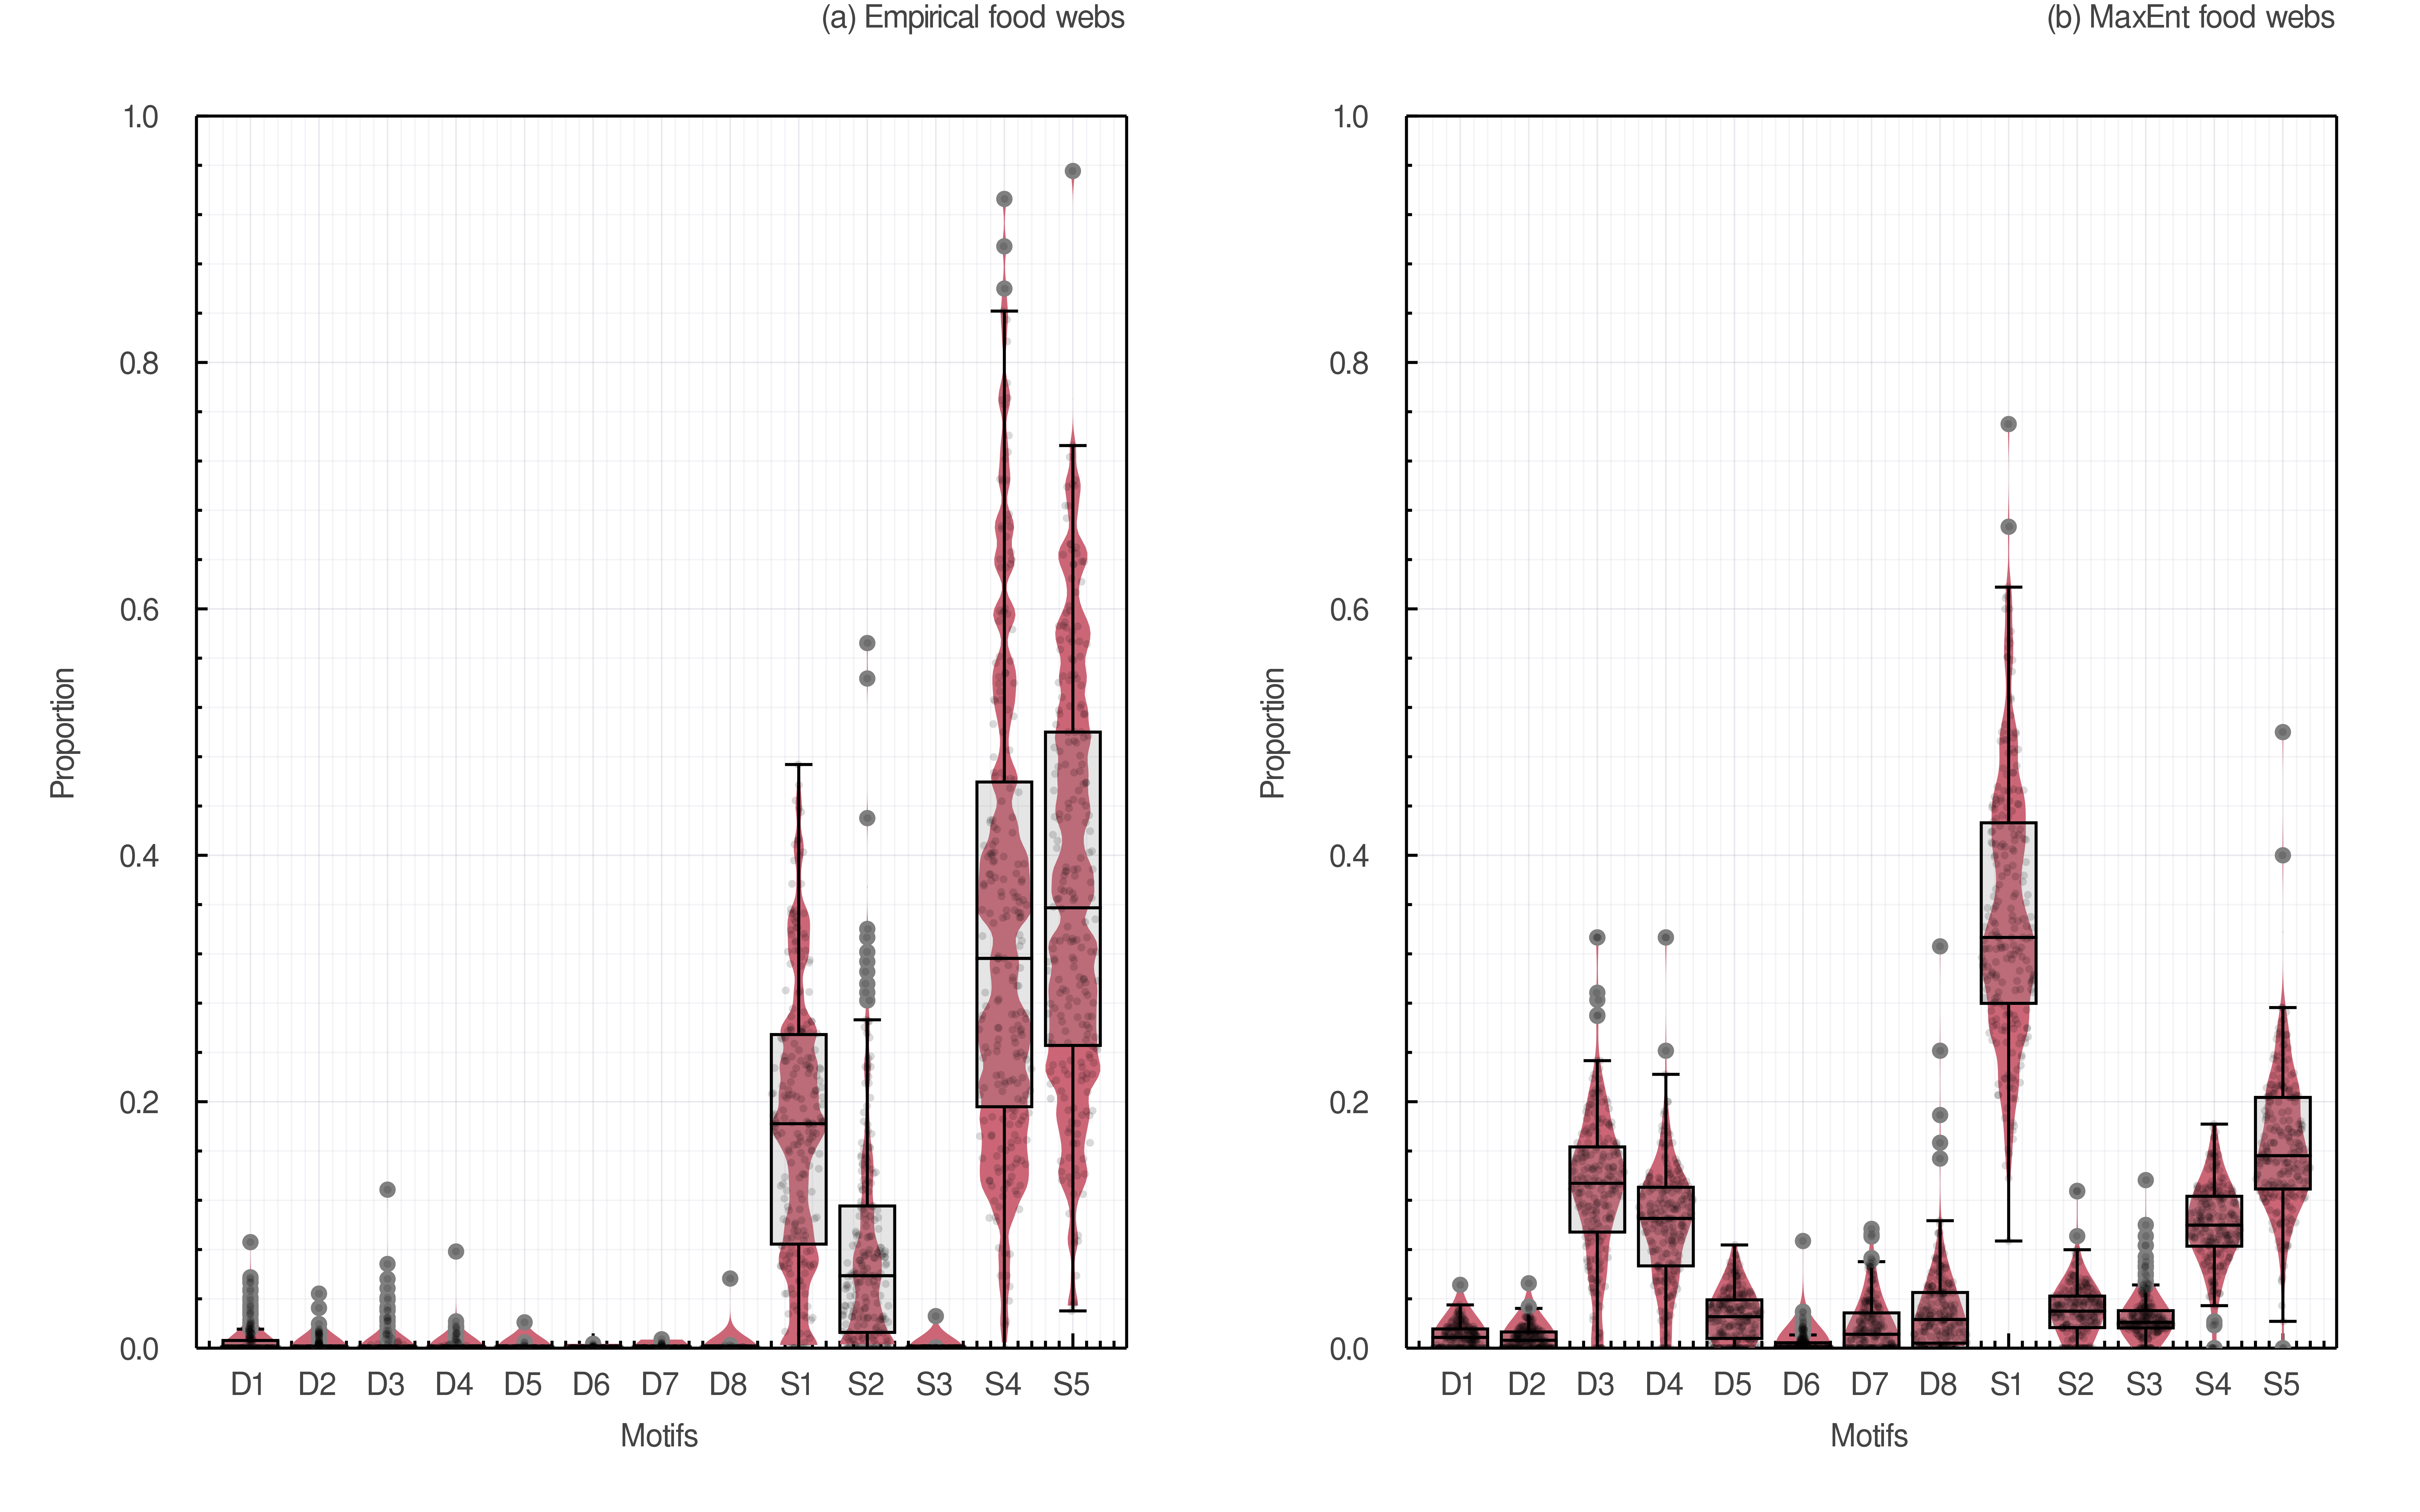 (a) Empirical food webs
1.0
0.8
0.6
0.4
0.2
0.0
Proportion
D1 D2 D3 D4 D5 D6 D7 D8 S1 S2 S3 S4 S5
Motifs
(b) MaxEnt food webs
1.0
0.8
0.6
0.4
0.2
0.0
Proportion
D1 D2 D3 D4 D5 D6 D7 D8 S1 S2 S3 S4 S5
Motifs